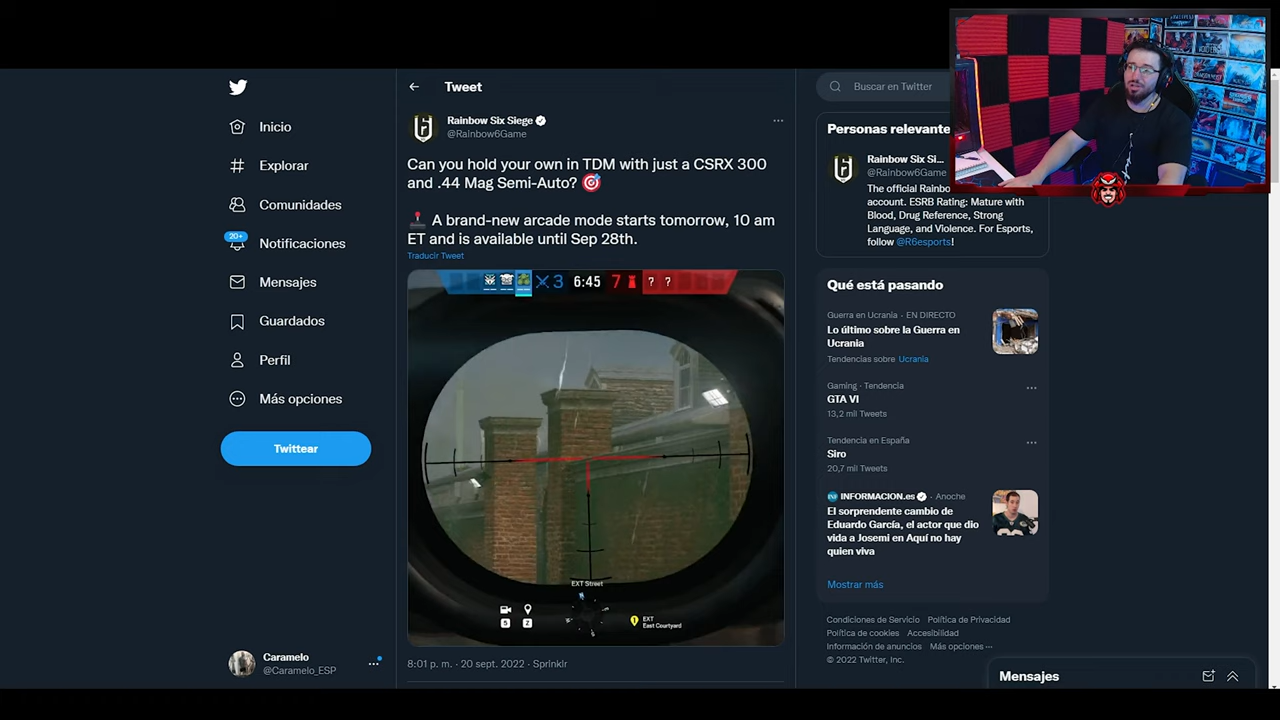 Inicio
Explorar
Comunidades
20+
Notificaciones
Mensajes
Guardados
Perfil
Más opciones
Twittear
Caramelo
@Caramelo_ESP
Tweet
Rainbow Six Siege
@Rainbow6Game
Can you hold your own in TDM with just a CSRX 300
and .44 Mag Semi-Auto?
A brand-new arcade mode starts tomorrow, 10 am
ET and is available until Sep 28th.
Traducir Tweet
3 6:45 7 ? ?
EXT Street
5 Z
EXT
East Courtyard
8:01 p. m. · 20 sept. 2022 · Sprinklr
Buscar en Twitter
Personas relevante
Rainbow Six Si...
@Rainbow6Game
The official Rainbo
account. ESRB Rating: Mature with
Blood, Drug Reference, Strong
Language, and Violence. For Esports,
follow @R6esports!
Qué está pasando
Guerra en Ucrania · EN DIRECTO
Lo último sobre la Guerra en
Ucrania
Tendencias sobre Ucrania
Gaming · Tendencia
GTA VI
13,2 mil Tweets
Tendencia en España
Siro
20,7 mil Tweets
INFORMACION.es · Anoche
El sorprendente cambio de
Eduardo García, el actor que dio
vida a Josemi en Aquí no hay
quien viva
Mostrar más
Condiciones de Servicio Política de Privacidad
Política de cookies Accesibilidad
Información de anuncios Más opciones ···
© 2022 Twitter, Inc.
Mensajes